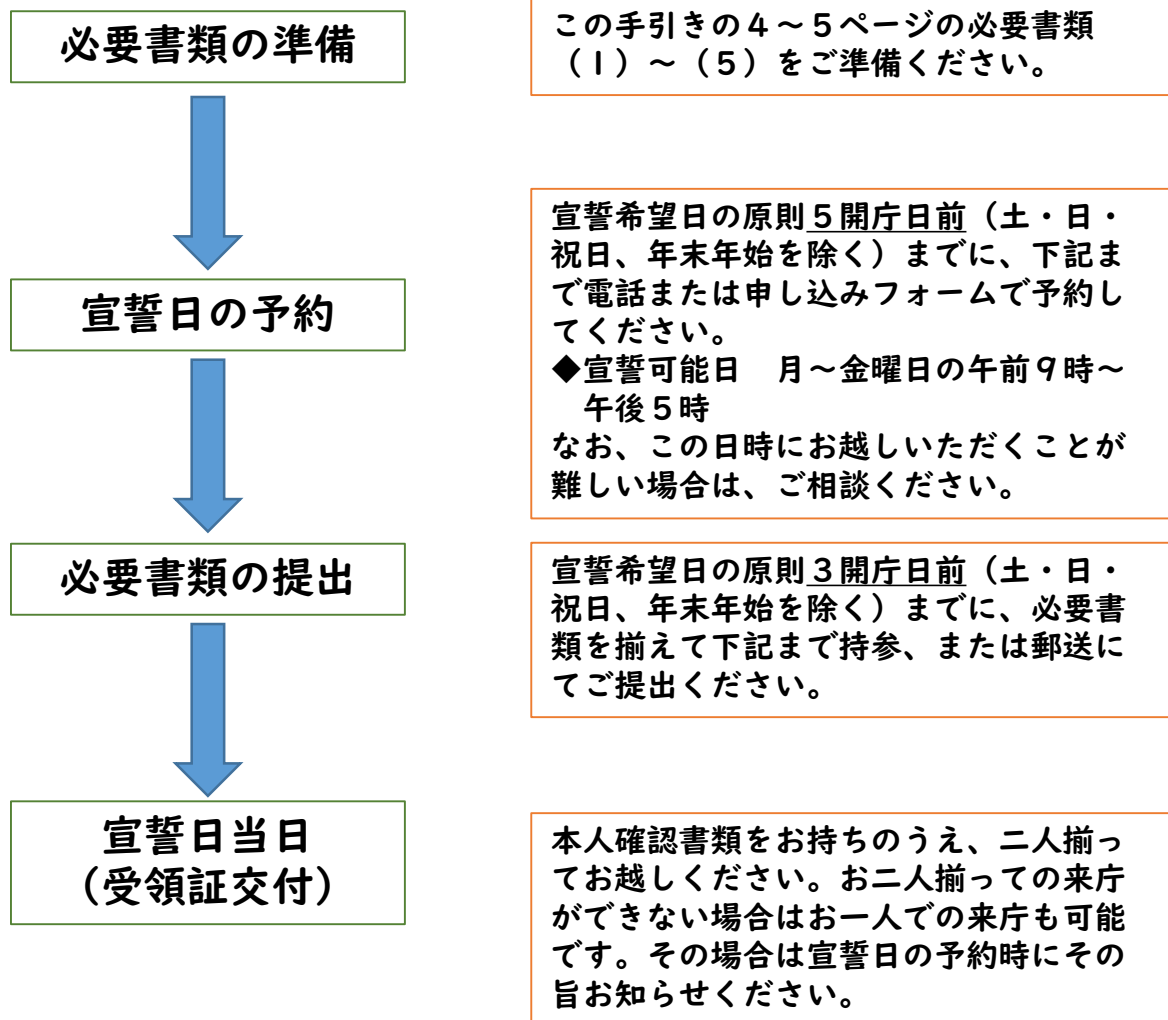 必要書類の準備
この手引きの４～５ページの必要書類
（１）～（５）をご準備ください。
宣誓日の予約
宣誓希望日の原則５開庁日前（土・日・
祝日、年末年始を除く）までに、下記ま
で電話または申し込みフォームで予約し
てください。
◆宣誓可能日　月～金曜日の午前９時～
午後５時
なお、この日時にお越しいただくことが
難しい場合は、ご相談ください。
必要書類の提出
宣誓希望日の原則３開庁日前（土・日・
祝日、年末年始を除く）までに、必要書
類を揃えて下記まで持参、または郵送に
てご提出ください。
宣誓日当日
（受領証交付）
本人確認書類をお持ちのうえ、二人揃っ
てお越しください。お二人揃っての来庁
ができない場合はお一人での来庁も可能
です。その場合は宣誓日の予約時にその
旨お知らせください。